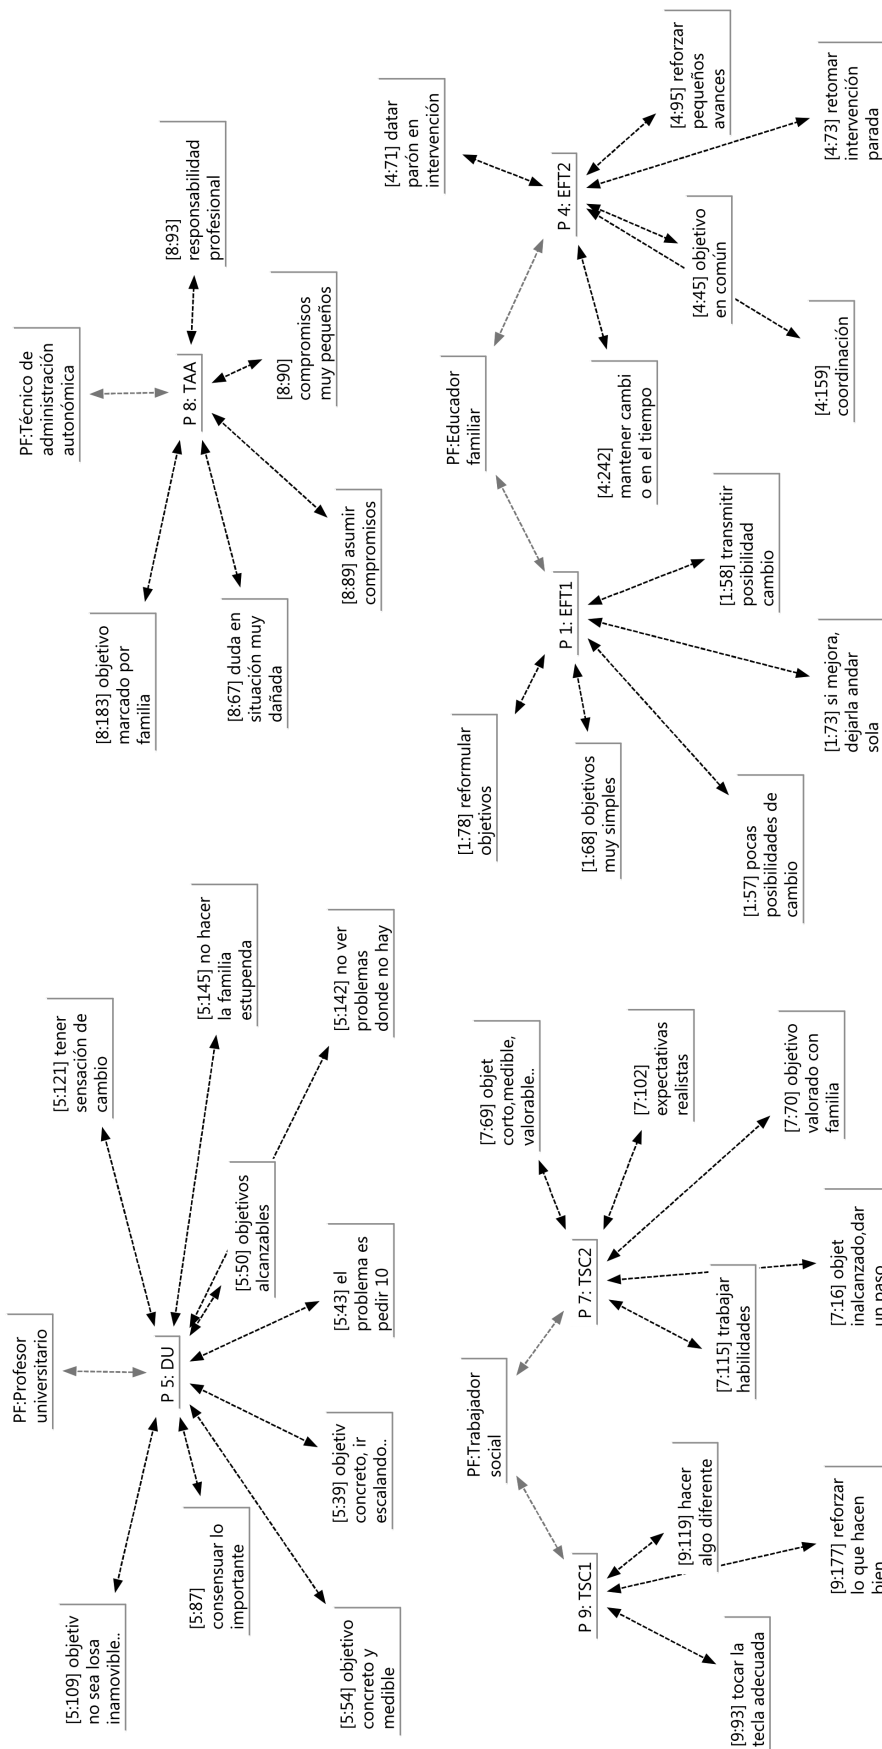 PF:Profesor
universitario
P 5: DU
[5:109] objetiv
no sea losa
inamovible..
[5:87]
consensuar lo
importante
[5:54] objetivo
concreto y
medible
[5:39] objetiv
concreto, ir
escalando..
[5:43] el
problema es
pedir 10
[5:50] objetivos
alcanzables
[5:142] no ver
problemas
donde no hay
[5:145] no hacer
la familia
estupenda
[5:121] tener
sensación de
cambio
PF:Técnico de
administración
autonómica
P 8: TAA
[8:183] objetivo
marcado por
familia
[8:67] duda en
situación muy
dañada
[8:89] asumir
compromisos
[8:90]
compromisos
muy pequeños
[8:93]
responsabilidad
profesional
PF:Trabajador
social
P 9: TSC1
[9:93] tocar la
tecla adecuada
[9:177] reforzar
lo que hacen
bien
[9:119] hacer
algo diferente
P 7: TSC2
[7:69] objet
corto,medible,
valorable..
[7:102]
expectativas
realistas
[7:70] objetivo
valorado con
familia
[7:16] objet
inalcanzado,dar
un paso
[7:115] trabajar
habilidades
PF:Educador
familiar
P 1: EFT1
[1:78] reformular
objetivos
[1:68] objetivos
muy simples
[1:57] pocas
posibilidades de
cambio
[1:73] si mejora,
dejarla andar
sola
[1:58] transmitir
posibilidad
cambio
P 4: EFT2
[4:71] datar
parón en
intervención
[4:95] reforzar
pequeños
avances
[4:73] retomar
intervención
parada
[4:45] objetivo
en común
[4:159]
coordinación
[4:242]
mantener cambi
o en el tiempo